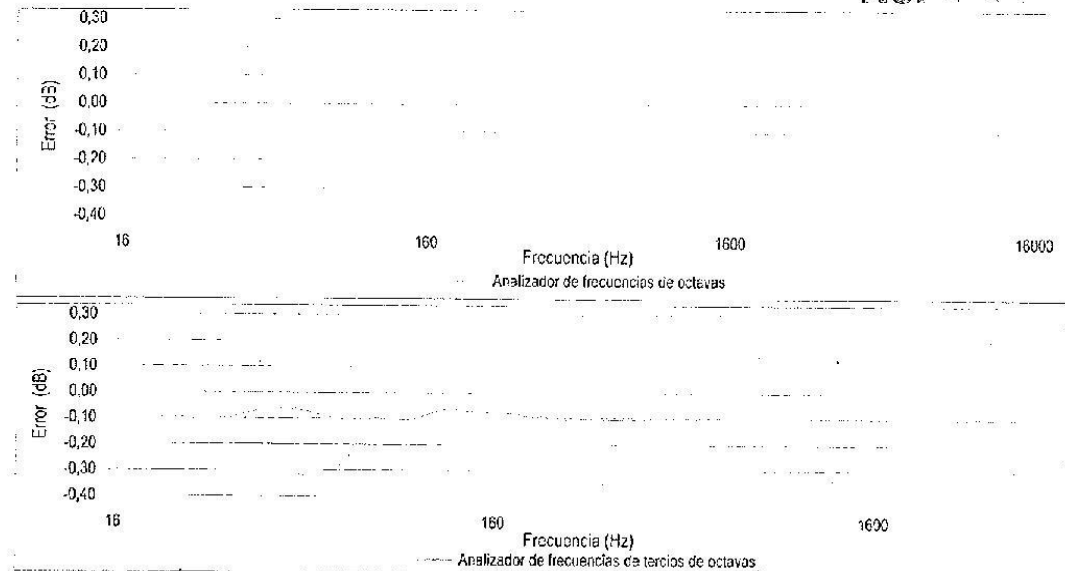 0,30
0,20
0,10
0,00
-0,10
-0,20
-0,30
-0,40
Error (dB)
16 160 1600 16000
Frecuencia (Hz)
Analizador de frecuencias de octavas
0,30
0,20
0,10
0,00
-0,10
-0,20
-0,30
-0,40
Error (dB)
16 160 1600
Frecuencia (Hz)
Analizador de frecuencias de tercios de octavas